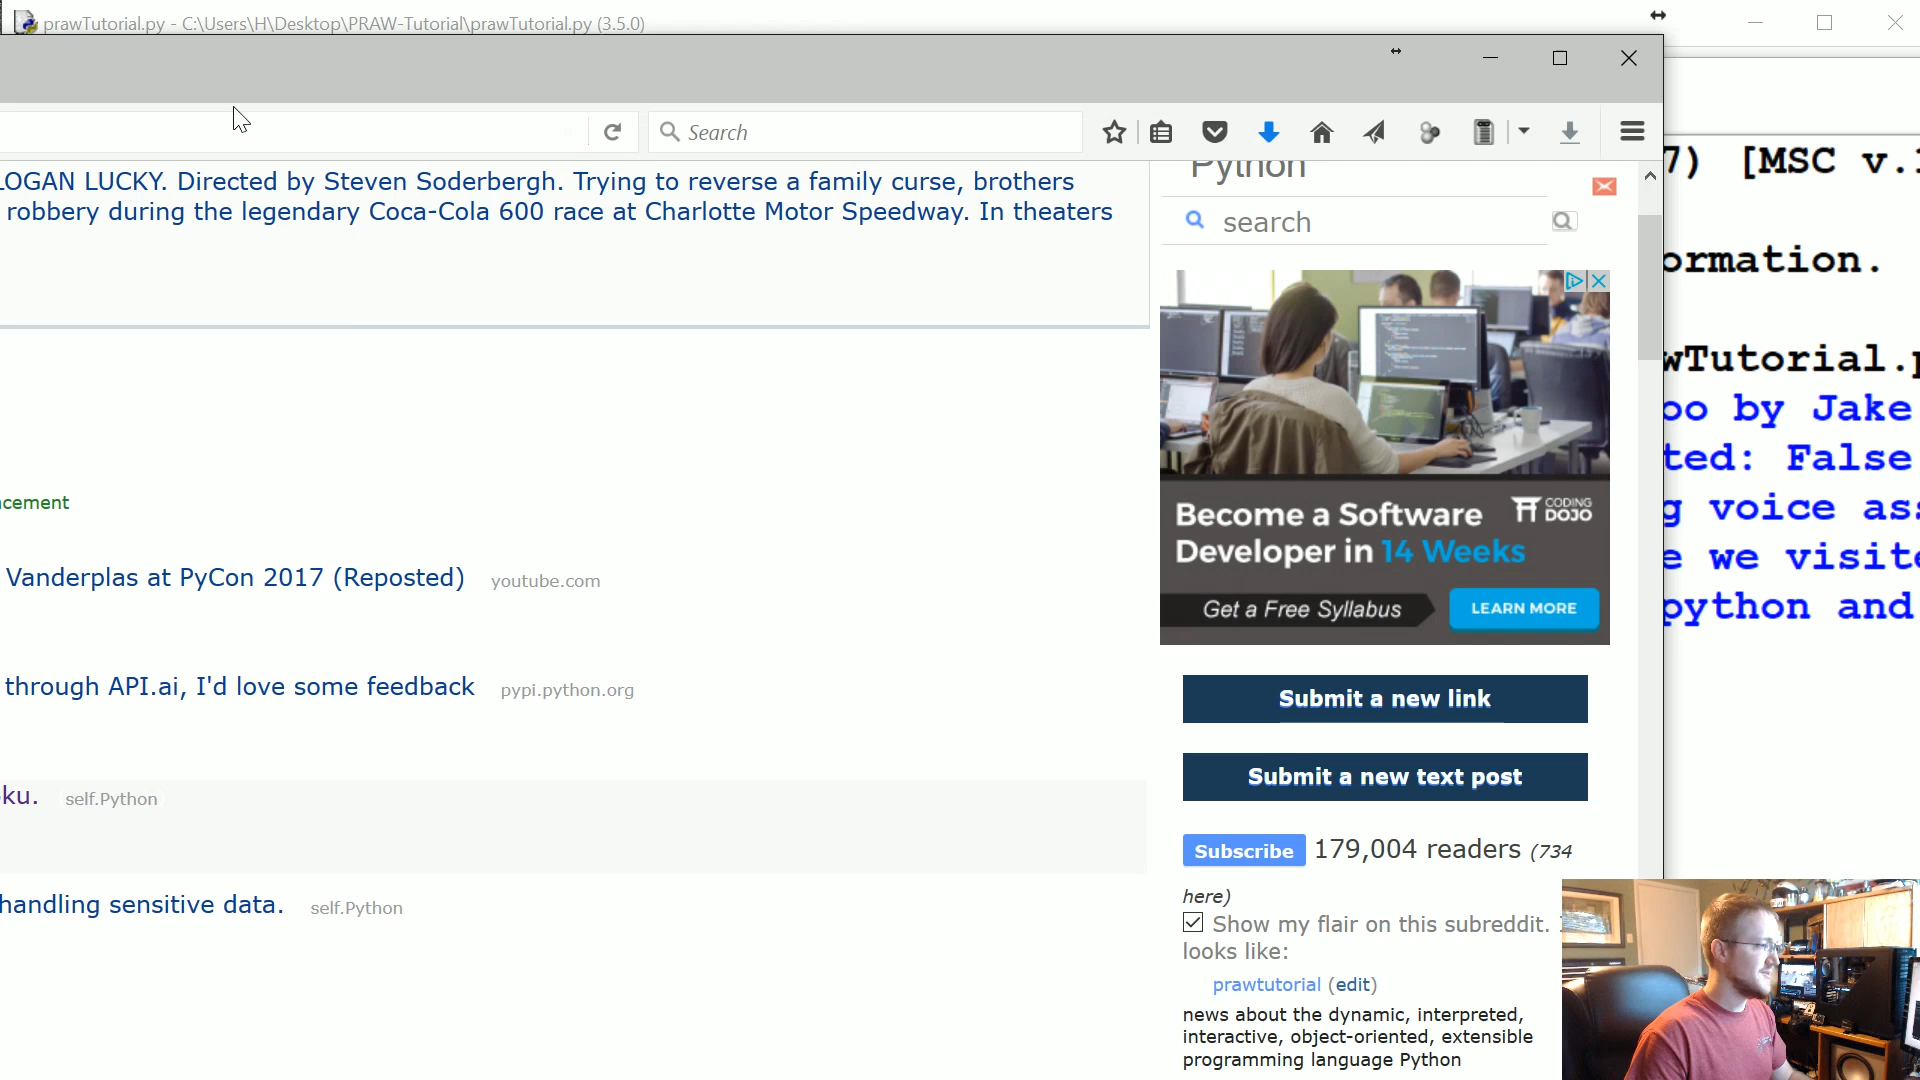 prawTutorial.py - C:\Users\H\Desktop\PRAW-Tutorial\prawTutorial.py (3.5.0)
Search
LOGAN LUCKY. Directed by Steven Soderbergh. Trying to reverse a family curse, brothers
robbery during the legendary Coca-Cola 600 race at Charlotte Motor Speedway. In theaters
cement
Vanderplas at PyCon 2017 (Reposted) youtube.com
through API.ai, I'd love some feedback pypi.python.org
ku. self.Python
handling sensitive data. self.Python
Python
search
Become a Software
Developer in 14 Weeks
CODING
DOJO
Get a Free Syllabus
LEARN MORE
Submit a new link
Submit a new text post
Subscribe 179,004 readers (734
here)
Show my flair on this subreddit.
looks like:
prawtutorial (edit)
news about the dynamic, interpreted,
interactive, object-oriented, extensible
programming language Python
7) [MSC v.1
ormation.
wTutorial.p
oo by Jake
ted: False
g voice ass
e we visite
python and